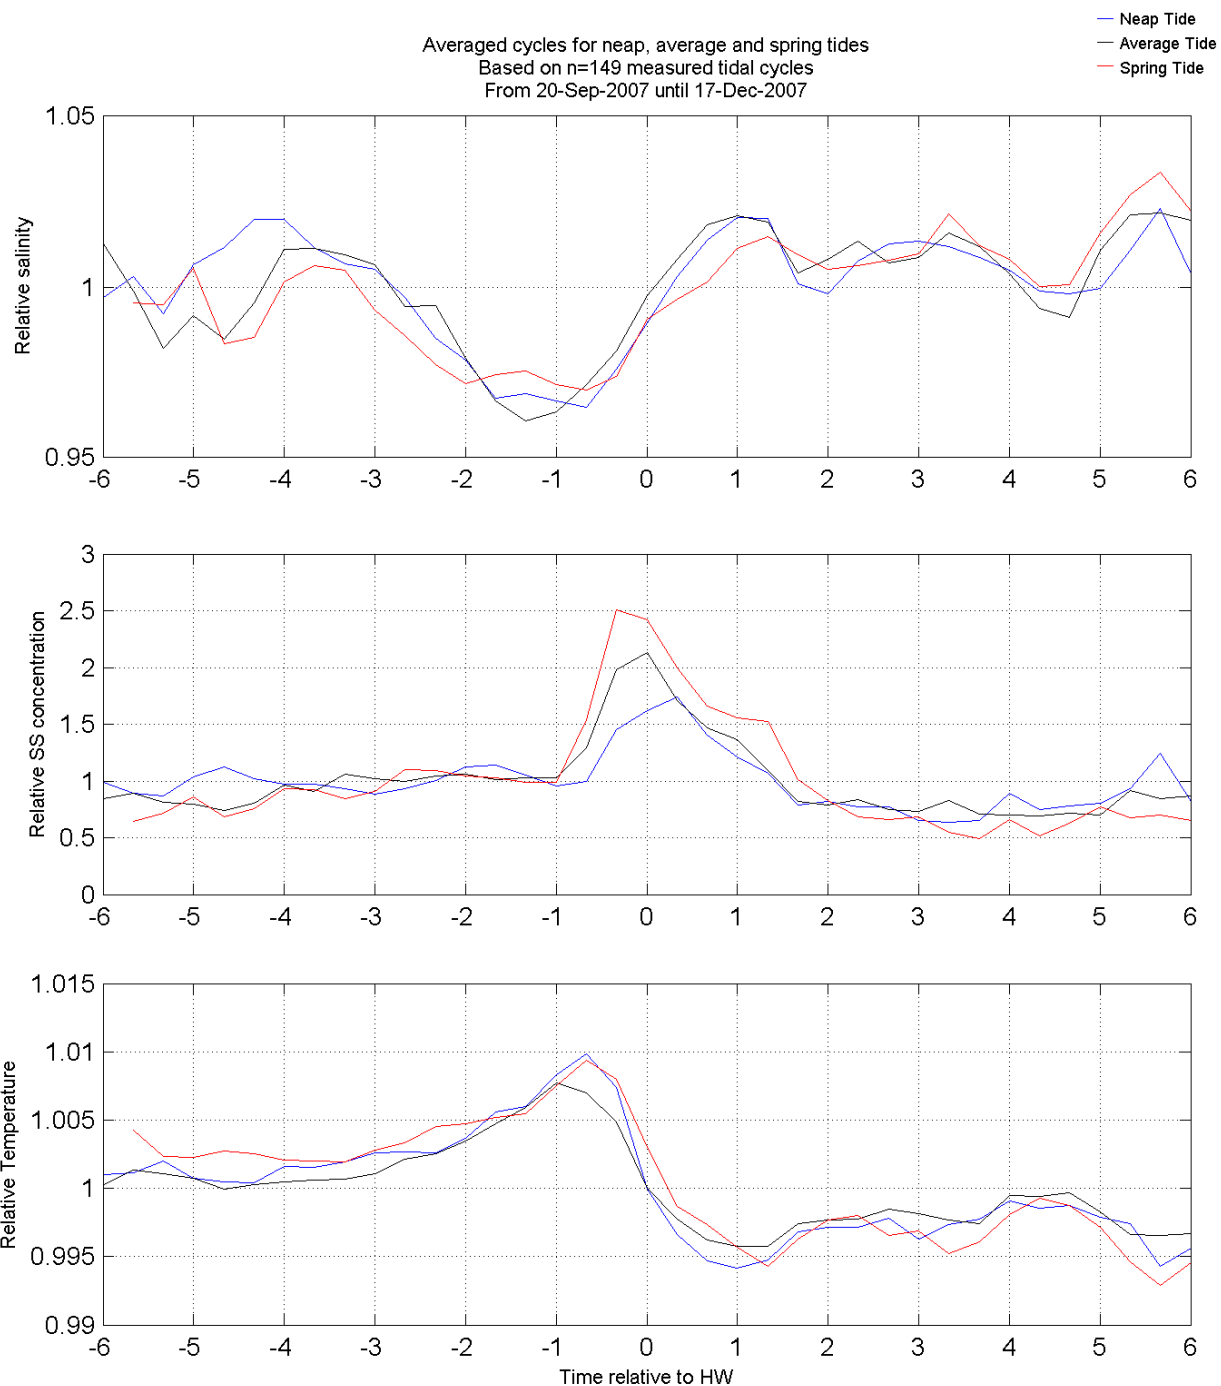 Neap Tide
Average Tide
Spring Tide
Averaged cycles for neap, average and spring tides
Based on n=149 measured tidal cycles
From 20-Sep-2007 until 17-Dec-2007
1.05
1
0.95
Relative salinity
-6 -5 -4 -3 -2 -1 0 1 2 3 4 5 6
3
2.5
2
1.5
1
0.5
0
Relative SS concentration
-6 -5 -4 -3 -2 -1 0 1 2 3 4 5 6
1.015
1.01
1.005
1
0.995
0.99
Relative Temperature
-6 -5 -4 -3 -2 -1 0 1 2 3 4 5 6
Time relative to HW